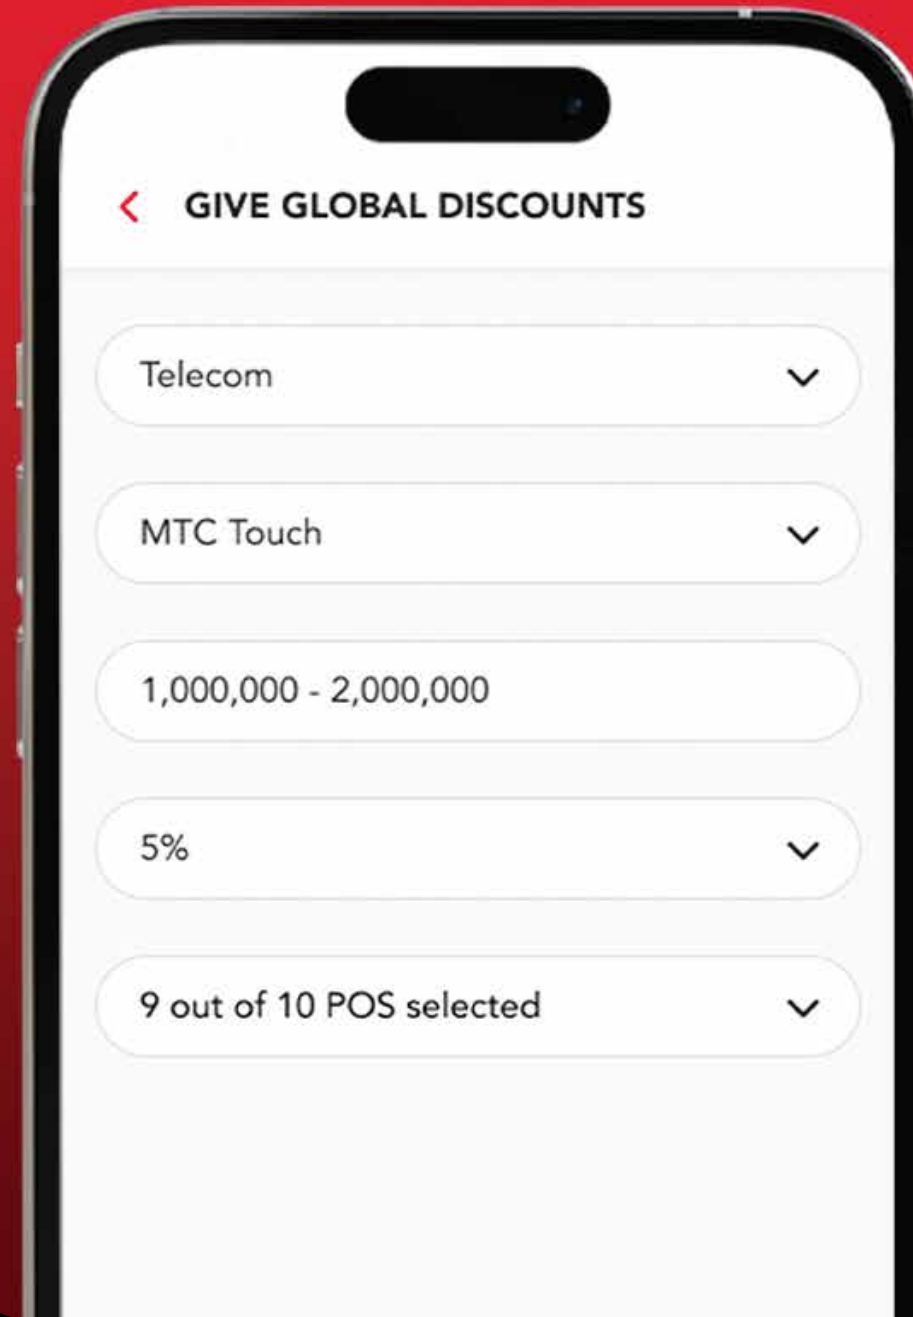 GIVE GLOBAL DISCOUNTS
Telecom
MTC Touch
1,000,000 - 2,000,000
5%
9 out of 10 POS selected